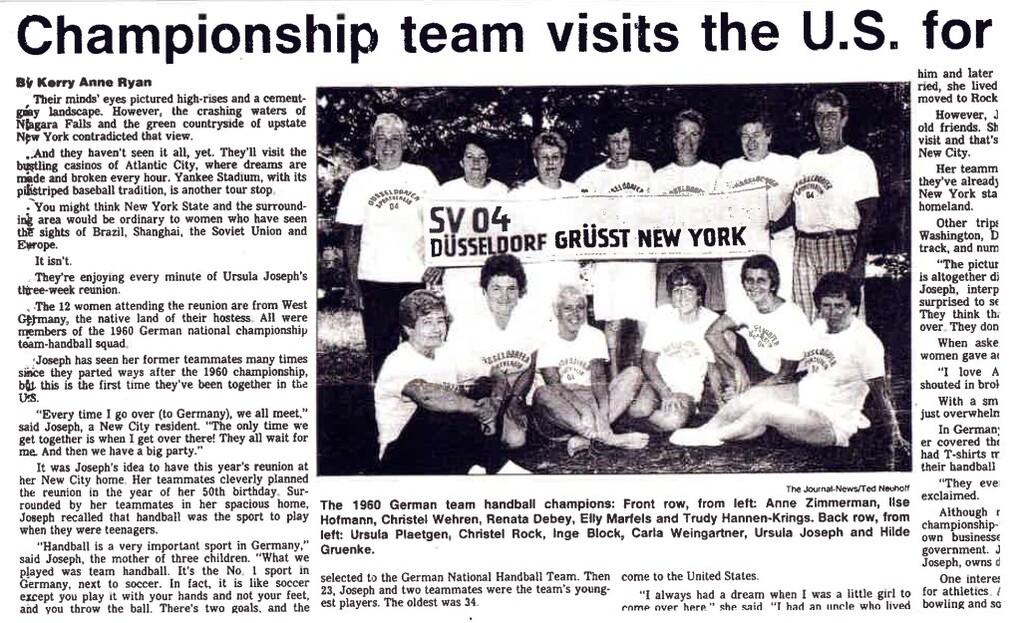 Championship team visits the U.S. for
By Kerry Anne Ryan
Their minds' eyes pictured high-rises and a cement-
gray landscape. However, the crashing waters of
Niagara Falls and the green countryside of upstate
New York contradicted that view.
And they haven't seen it all, yet. They'll visit the
bustling casinos of Atlantic City, where dreams are
made and broken every hour. Yankee Stadium, with its
pinstriped baseball tradition, is another tour stop.
You might think New York State and the surround-
ing area would be ordinary to women who have seen
the sights of Brazil, Shanghai, the Soviet Union and
Europe.
It isn't.
They're enjoying every minute of Ursula Joseph's
three-week reunion.
The 12 women attending the reunion are from West
Germany, the native land of their hostess. All were
members of the 1960 German national championship
team-handball squad.
Joseph has seen her former teammates many times
since they parted ways after the 1960 championship,
but this is the first time they've been together in the
U.S.
"Every time I go over (to Germany), we all meet,"
said Joseph, a New City resident. "The only time we
get together is when I get over there! They all wait for
me. And then we have a big party."
It was Joseph's idea to have this year's reunion at
her New City home. Her teammates cleverly planned
the reunion in the year of her 50th birthday. Sur-
rounded by her teammates in her spacious home,
Joseph recalled that handball was the sport to play
when they were teenagers.
"Handball is a very important sport in Germany,"
said Joseph, the mother of three children. "What we
played was team handball. It's the No. 1 sport in
Germany, next to soccer. In fact, it is like soccer
except you play it with your hands and not your feet,
and you throw the ball. There's two goals, and the
SV 04
DÜSSELDORF GRÜSST NEW YORK
The Journal-News/Ted Neuhoff
The 1960 German team handball champions: Front row, from left: Anne Zimmerman, Ilse
Hofmann, Christel Wehren, Renata Debey, Elly Marfels and Trudy Hannen-Krings. Back row, from
left: Ursula Plaetgen, Christel Rock, Inge Block, Carla Weingartner, Ursula Joseph and Hilde
Gruenke.
selected to the German National Handball Team. Then
23, Joseph and two teammates were the team's young-
est players. The oldest was 34.
come to the United States.
"I always had a dream when I was a little girl to
come over here," she said. "I had an uncle who lived
him and later
ried, she lived
moved to Rock
However, J
old friends. Sh
visit and that's
New City.
Her teamm
they've already
New York sta
homeland.
Other trips
Washington, D
track, and num
"The pictur
is altogether di
Joseph, interp
surprised to se
They think tha
over. They don
When aske
women gave a
"I love A
shouted in brok
With a sm
just overwhelm
In German
er covered the
had T-shirts m
their handball
"They eve
exclaimed.
Although r
championship-
own businesse
government. J
Joseph, owns d
One interes
for athletics.
bowling and so